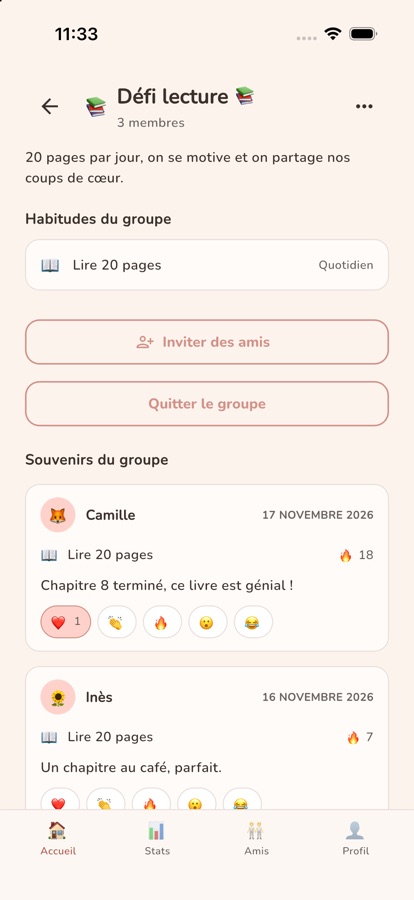 11:33
Défi lecture
3 membres
20 pages par jour, on se motive et on partage nos
coups de cœur.
Habitudes du groupe
Lire 20 pages
Quotidien
Inviter des amis
Quitter le groupe
Souvenirs du groupe
Camille
17 NOVEMBRE 2026
Lire 20 pages
18
Chapitre 8 terminé, ce livre est génial !
1
Inès
16 NOVEMBRE 2026
Lire 20 pages
7
Un chapitre au café, parfait.
Accueil
Stats
Amis
Profil